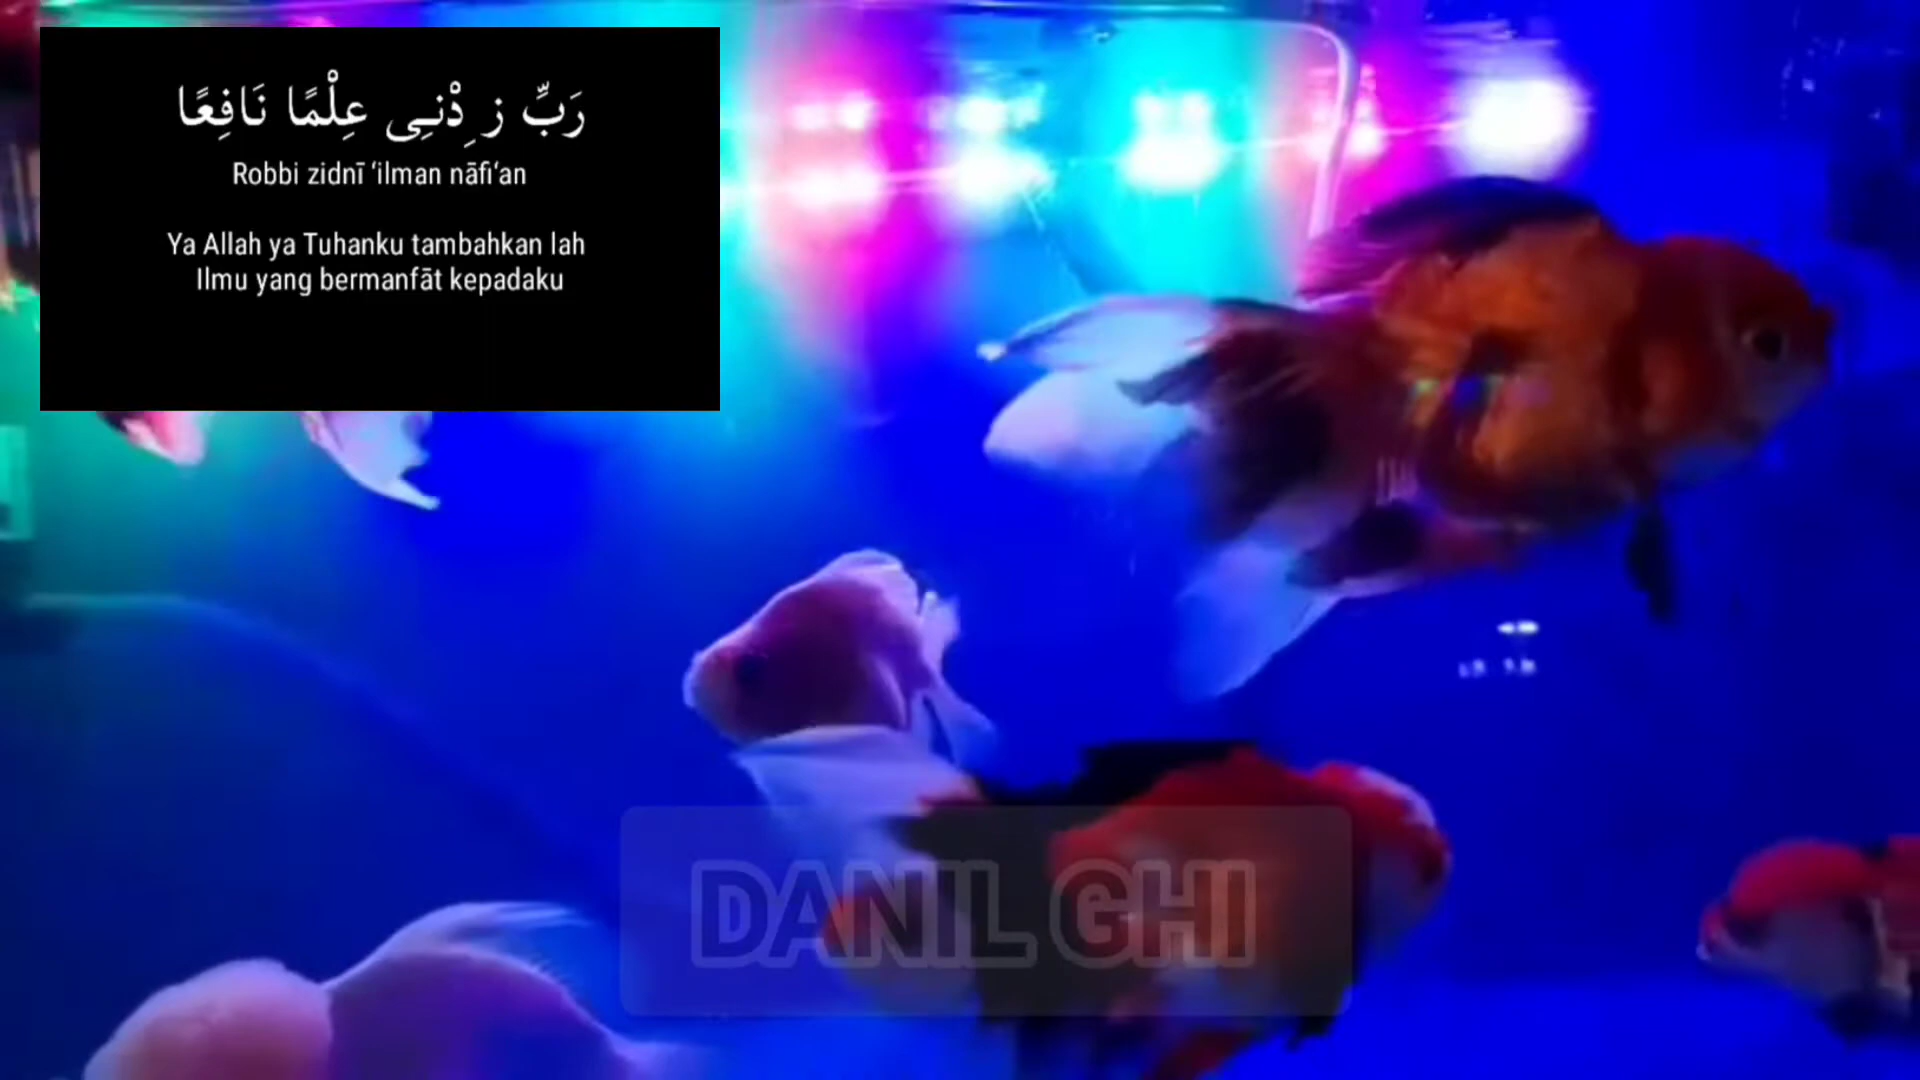 رَبِّ زِدْنِي عِلْمًا نَافِعًا
Robbi zidnī ‘ilman nāfi‘an
Ya Allah ya Tuhanku tambahkan lah
Ilmu yang bermanfāt kepadaku
DANIL GHI